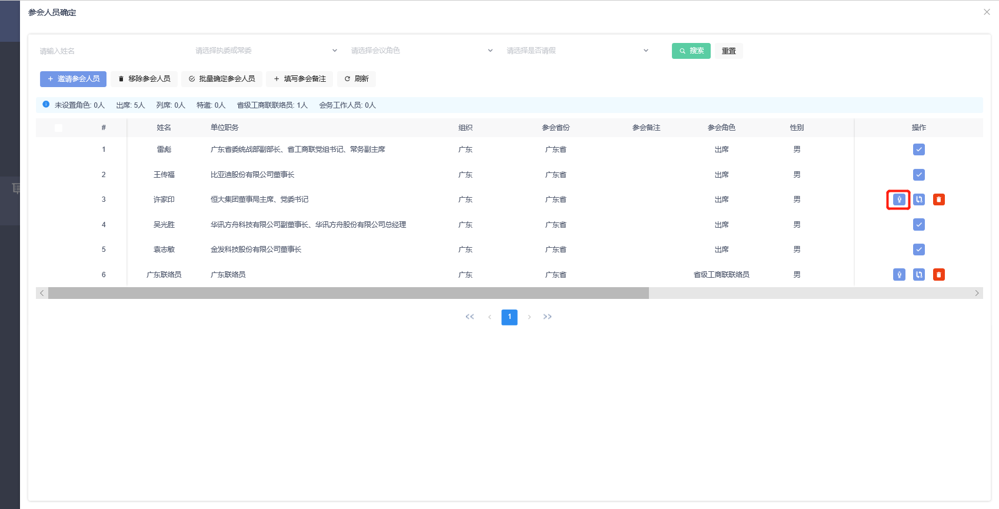 参会人员确定
请输入姓名 请选择执委或常委 请选择会议角色 请选择是否请假 搜索 重置
邀请参会人员 移除参会人员 批量确定参会人员 填写参会备注 刷新
未设置角色: 0人 出席: 5人 列席: 0人 特邀: 0人 省级工商联联络员: 1人 会务工作人员: 0人
# 姓名 单位职务 组织 参会省份 参会备注 参会角色 性别 操作
1 雷彪 广东省委统战部副部长、省工商联党组书记、常务副主席 广东 广东省 出席 男
2 王传福 比亚迪股份有限公司董事长 广东 广东省 出席 男
3 许家印 恒大集团董事局主席、党委书记 广东 广东省 出席 男
4 吴光胜 华讯方舟科技有限公司副董事长、华讯方舟股份有限公司总经理 广东 广东省 出席 男
5 袁志敏 金发科技股份有限公司董事长 广东 广东省 出席 男
6 广东联络员 广东联络员 广东 广东省 省级工商联联络员 男
<< < 1 > >>